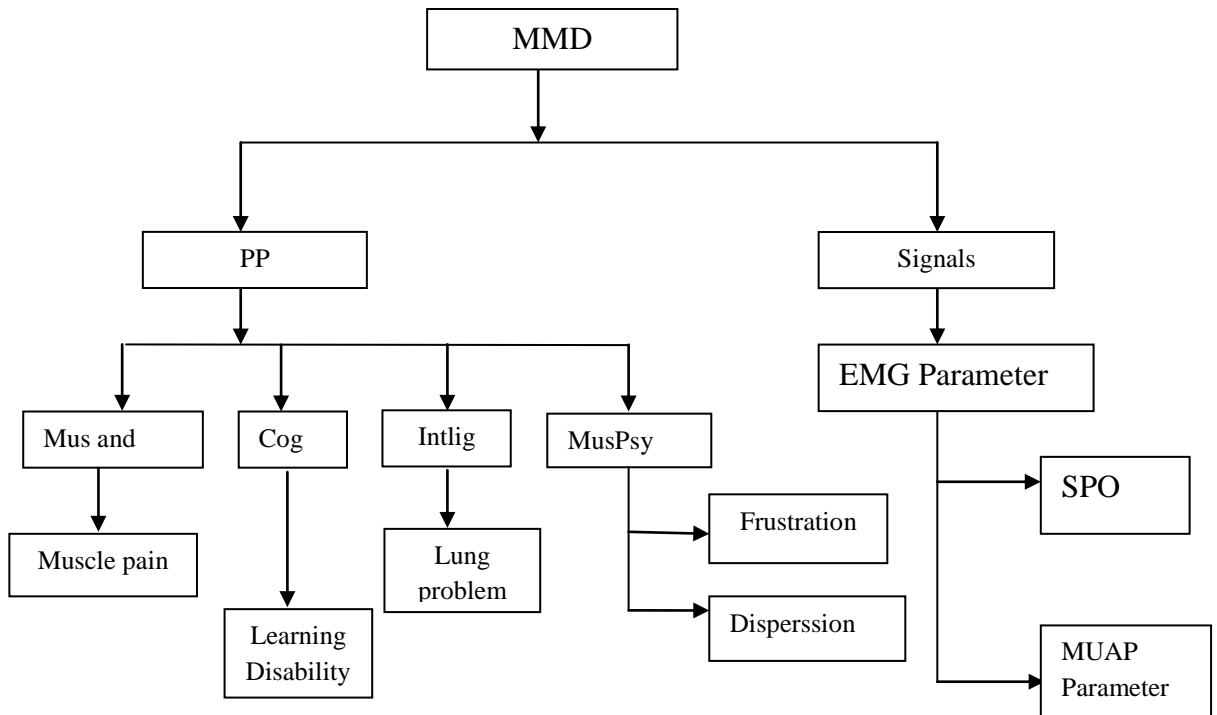 MMD
PP
Signals
EMG Parameter
Mus and
Cog
Intlig
MusPsy
SPO
Frustration
Muscle pain
Lung
problem
Disperssion
Learning
Disability
MUAP
Parameter